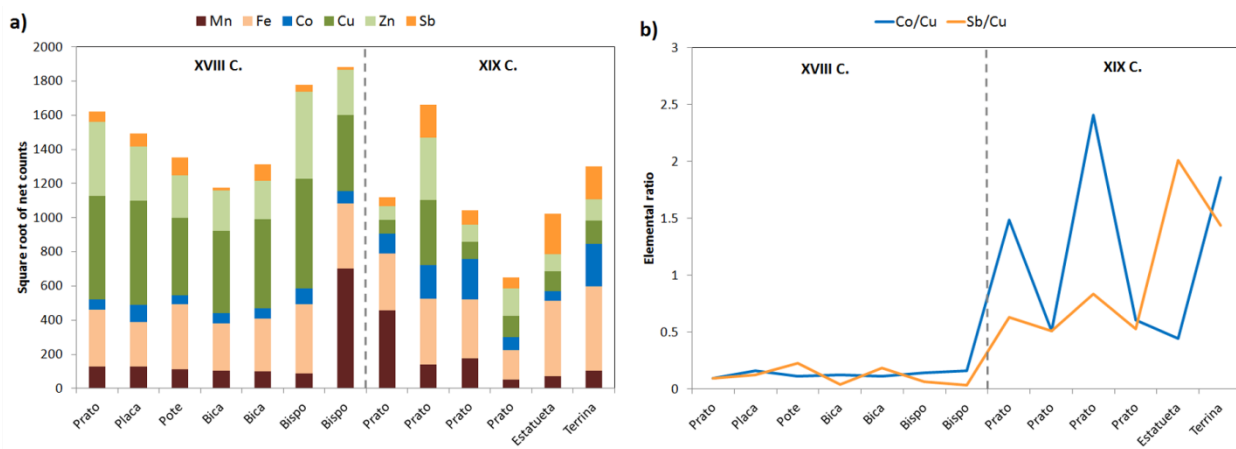 a)
Mn Fe Co Cu Zn Sb
XVIII C.
XIX C.
Square root of net counts
2000
1800
1600
1400
1200
1000
800
600
400
200
0
Prato
Placa
Pote
Bica
Bica
Bispo
Bispo
Prato
Prato
Prato
Prato
Estatueta
Terrina
b)
Co/Cu Sb/Cu
XVIII C.
XIX C.
Elemental ratio
3
2.5
2
1.5
1
0.5
0
Prato
Placa
Pote
Bica
Bica
Bispo
Bispo
Prato
Prato
Prato
Prato
Estatueta
Terrina